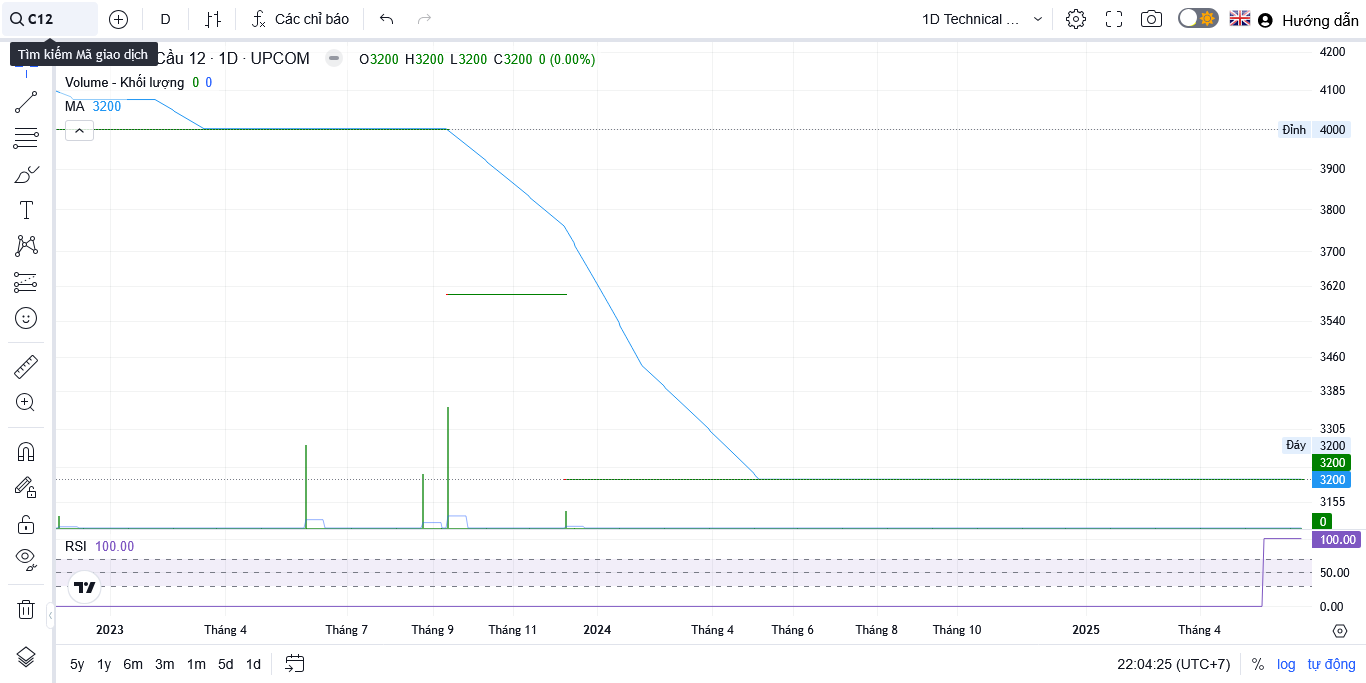 C12
D
Các chỉ báo
1D Technical ...
Hướng dẫn
Tìm kiếm Mã giao dịch
Cầu 12 · 1D · UPCOM
O3200 H3200 L3200 C3200 0 (0.00%)
Volume - Khối lượng 0 0
MA 3200
4200
4100
Đỉnh 4000
3900
3800
3700
3620
3540
3460
3385
3305
Đáy 3200
3200
3200
3155
0
RSI 100.00
100.00
50.00
0.00
2023 Tháng 4 Tháng 7 Tháng 9 Tháng 11 2024 Tháng 4 Tháng 6 Tháng 8 Tháng 10 2025 Tháng 4
5y 1y 6m 3m 1m 5d 1d
22:04:25 (UTC+7) % log tự động